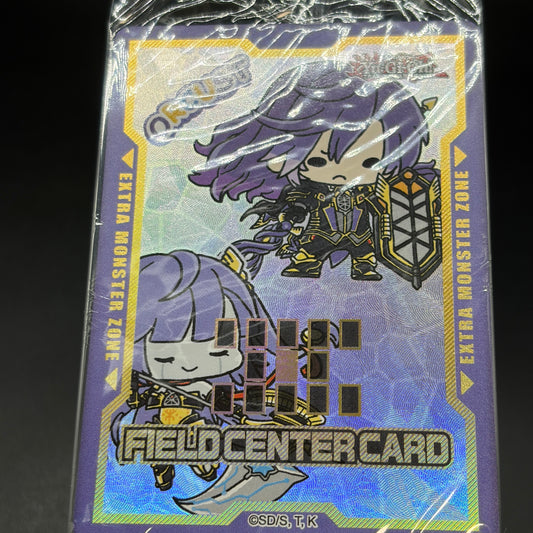 EXTRA MONSTER ZONE
EXTRA MONSTER ZONE
FIELD CENTER CARD
©SD/S, T, K